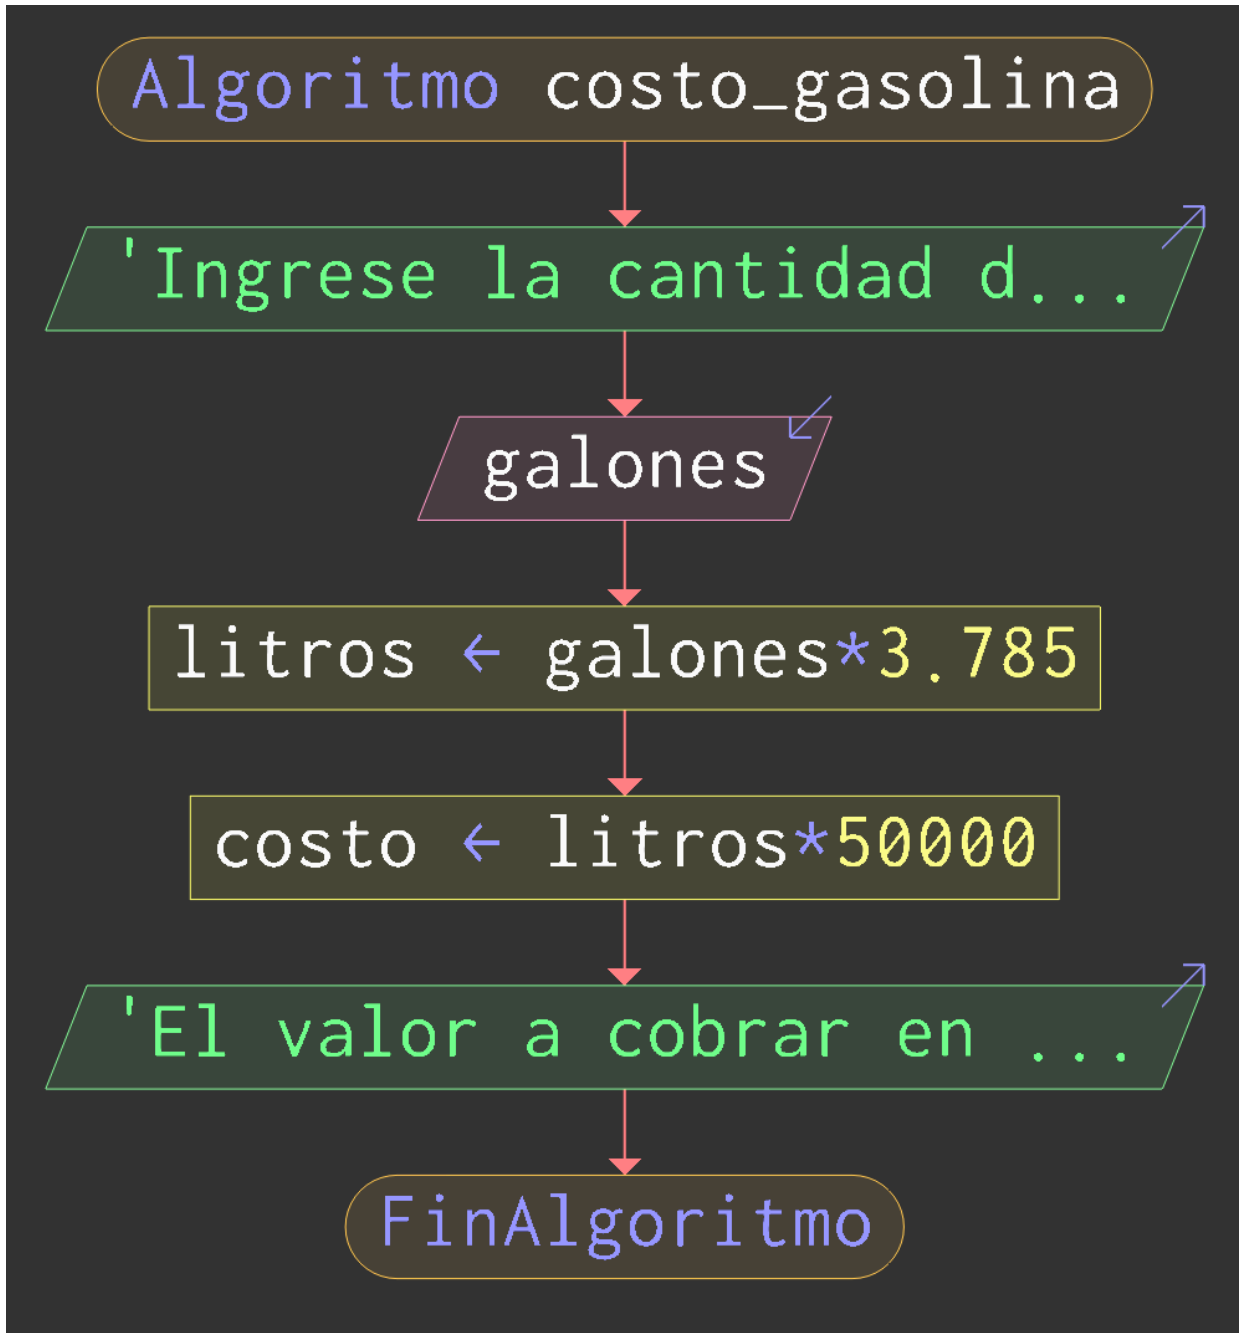 Algoritmo costo_gasolina
'Ingrese la cantidad d...
galones
litros ← galones*3.785
costo ← litros*50000
'El valor a cobrar en ...
FinAlgoritmo